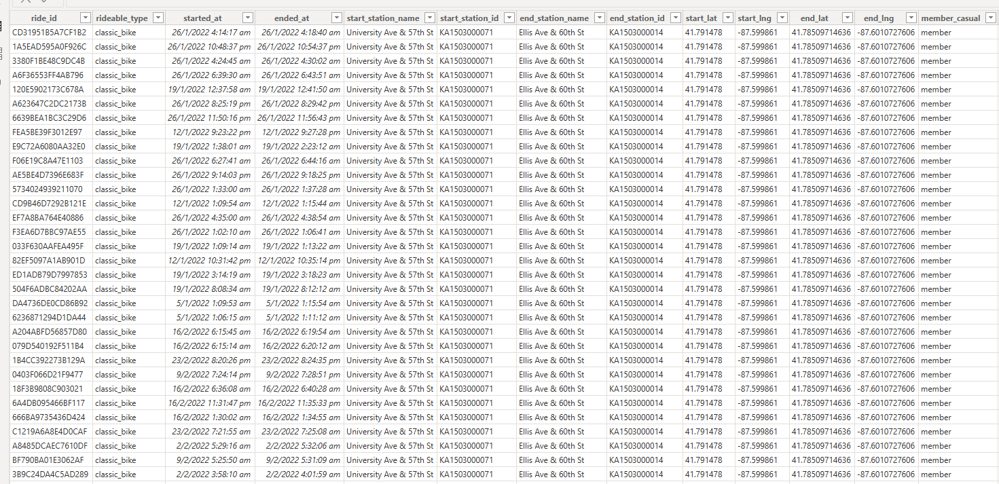 ride_id rideable_type started_at ended_at start_station_name start_station_id end_station_name end_station_id start_lat start_lng end_lat end_lng member_casual
CD31951B5A7CF1B2 classic_bike 26/1/2022 4:14:17 am 26/1/2022 4:18:40 am University Ave & 57th St KA1503000071 Ellis Ave & 60th St KA1503000014 41.791478 -87.599861 41.78509714636 -87.6010727606 member
1A5EAD595A0F926C classic_bike 26/1/2022 10:48:37 pm 26/1/2022 10:54:37 pm University Ave & 57th St KA1503000071 Ellis Ave & 60th St KA1503000014 41.791478 -87.599861 41.78509714636 -87.6010727606 member
3380F1BE48C9DC4B classic_bike 26/1/2022 4:24:45 am 26/1/2022 4:30:02 am University Ave & 57th St KA1503000071 Ellis Ave & 60th St KA1503000014 41.791478 -87.599861 41.78509714636 -87.6010727606 member
A6F36553FF4AB796 classic_bike 26/1/2022 6:39:30 am 26/1/2022 6:43:51 am University Ave & 57th St KA1503000071 Ellis Ave & 60th St KA1503000014 41.791478 -87.599861 41.78509714636 -87.6010727606 member
120E5902173C678A classic_bike 19/1/2022 12:37:58 am 19/1/2022 12:41:50 am University Ave & 57th St KA1503000071 Ellis Ave & 60th St KA1503000014 41.791478 -87.599861 41.78509714636 -87.6010727606 member
A623647C2DC2173B classic_bike 26/1/2022 8:25:19 pm 26/1/2022 8:29:42 pm University Ave & 57th St KA1503000071 Ellis Ave & 60th St KA1503000014 41.791478 -87.599861 41.78509714636 -87.6010727606 member
6639BEA1BC3C29D6 classic_bike 26/1/2022 11:50:16 pm 26/1/2022 11:56:43 pm University Ave & 57th St KA1503000071 Ellis Ave & 60th St KA1503000014 41.791478 -87.599861 41.78509714636 -87.6010727606 member
FEA5BE39F3012E97 classic_bike 12/1/2022 9:23:22 pm 12/1/2022 9:27:28 pm University Ave & 57th St KA1503000071 Ellis Ave & 60th St KA1503000014 41.791478 -87.599861 41.78509714636 -87.6010727606 member
E9C72A6080AA32E0 classic_bike 19/1/2022 1:38:01 am 19/1/2022 2:23:12 am University Ave & 57th St KA1503000071 Ellis Ave & 60th St KA1503000014 41.791478 -87.599861 41.78509714636 -87.6010727606 member
F06E19C8A47E1103 classic_bike 26/1/2022 6:27:41 am 26/1/2022 6:44:16 am University Ave & 57th St KA1503000071 Ellis Ave & 60th St KA1503000014 41.791478 -87.599861 41.78509714636 -87.6010727606 member
AE5BE4D7396E683F classic_bike 26/1/2022 9:14:03 pm 26/1/2022 9:18:25 pm University Ave & 57th St KA1503000071 Ellis Ave & 60th St KA1503000014 41.791478 -87.599861 41.78509714636 -87.6010727606 member
5734024939211070 classic_bike 26/1/2022 1:33:00 am 26/1/2022 1:37:28 am University Ave & 57th St KA1503000071 Ellis Ave & 60th St KA1503000014 41.791478 -87.599861 41.78509714636 -87.6010727606 member
CD9B46D7292B121E classic_bike 12/1/2022 1:09:54 am 12/1/2022 1:15:44 am University Ave & 57th St KA1503000071 Ellis Ave & 60th St KA1503000014 41.791478 -87.599861 41.78509714636 -87.6010727606 member
EF7A8BA764E40886 classic_bike 26/1/2022 4:35:00 am 26/1/2022 4:38:54 am University Ave & 57th St KA1503000071 Ellis Ave & 60th St KA1503000014 41.791478 -87.599861 41.78509714636 -87.6010727606 member
F3EA6D7BBC97AE55 classic_bike 26/1/2022 1:02:10 am 26/1/2022 1:06:41 am University Ave & 57th St KA1503000071 Ellis Ave & 60th St KA1503000014 41.791478 -87.599861 41.78509714636 -87.6010727606 member
033F630AAFEA495F classic_bike 19/1/2022 1:09:14 am 19/1/2022 1:13:22 am University Ave & 57th St KA1503000071 Ellis Ave & 60th St KA1503000014 41.791478 -87.599861 41.78509714636 -87.6010727606 member
82EF5097A1AB901D classic_bike 12/1/2022 10:31:42 pm 12/1/2022 10:35:14 pm University Ave & 57th St KA1503000071 Ellis Ave & 60th St KA1503000014 41.791478 -87.599861 41.78509714636 -87.6010727606 member
ED1ADB79D7997853 classic_bike 19/1/2022 3:14:19 am 19/1/2022 3:18:23 am University Ave & 57th St KA1503000071 Ellis Ave & 60th St KA1503000014 41.791478 -87.599861 41.78509714636 -87.6010727606 member
504F6ADBC84202AA classic_bike 19/1/2022 8:08:34 am 19/1/2022 8:12:12 am University Ave & 57th St KA1503000071 Ellis Ave & 60th St KA1503000014 41.791478 -87.599861 41.78509714636 -87.6010727606 member
DA4736DE0CD86B92 classic_bike 5/1/2022 1:09:53 am 5/1/2022 1:15:54 am University Ave & 57th St KA1503000071 Ellis Ave & 60th St KA1503000014 41.791478 -87.599861 41.78509714636 -87.6010727606 member
6236871294D1DA44 classic_bike 5/1/2022 1:06:15 am 5/1/2022 1:11:12 am University Ave & 57th St KA1503000071 Ellis Ave & 60th St KA1503000014 41.791478 -87.599861 41.78509714636 -87.6010727606 member
A204ABFD56857D80 classic_bike 16/2/2022 6:15:45 am 16/2/2022 6:19:54 am University Ave & 57th St KA1503000071 Ellis Ave & 60th St KA1503000014 41.791478 -87.599861 41.78509714636 -87.6010727606 member
079D540192F511B4 classic_bike 16/2/2022 6:15:14 am 16/2/2022 6:20:12 am University Ave & 57th St KA1503000071 Ellis Ave & 60th St KA1503000014 41.791478 -87.599861 41.78509714636 -87.6010727606 member
1B4CC392273B129A classic_bike 23/2/2022 8:20:26 pm 23/2/2022 8:24:35 pm University Ave & 57th St KA1503000071 Ellis Ave & 60th St KA1503000014 41.791478 -87.599861 41.78509714636 -87.6010727606 member
0403F066D21F9477 classic_bike 9/2/2022 7:24:14 pm 9/2/2022 7:28:51 pm University Ave & 57th St KA1503000071 Ellis Ave & 60th St KA1503000014 41.791478 -87.599861 41.78509714636 -87.6010727606 member
18F3B9808C903021 classic_bike 16/2/2022 6:36:08 am 16/2/2022 6:40:28 am University Ave & 57th St KA1503000071 Ellis Ave & 60th St KA1503000014 41.791478 -87.599861 41.78509714636 -87.6010727606 member
6A4DB095466BF117 classic_bike 16/2/2022 11:31:47 pm 16/2/2022 11:35:33 pm University Ave & 57th St KA1503000071 Ellis Ave & 60th St KA1503000014 41.791478 -87.599861 41.78509714636 -87.6010727606 member
666BA9735436D424 classic_bike 16/2/2022 1:30:02 am 16/2/2022 1:34:55 am University Ave & 57th St KA1503000071 Ellis Ave & 60th St KA1503000014 41.791478 -87.599861 41.78509714636 -87.6010727606 member
C1219A6A8E4D0CAF classic_bike 23/2/2022 7:21:55 am 23/2/2022 7:25:08 am University Ave & 57th St KA1503000071 Ellis Ave & 60th St KA1503000014 41.791478 -87.599861 41.78509714636 -87.6010727606 member
A8485DCAEC7610DF classic_bike 2/2/2022 5:29:16 am 2/2/2022 5:32:06 am University Ave & 57th St KA1503000071 Ellis Ave & 60th St KA1503000014 41.791478 -87.599861 41.78509714636 -87.6010727606 member
BF790BA01E3062AF classic_bike 9/2/2022 5:25:50 am 9/2/2022 5:31:09 am University Ave & 57th St KA1503000071 Ellis Ave & 60th St KA1503000014 41.791478 -87.599861 41.78509714636 -87.6010727606 member
3B9C24DA4C5AD289 classic_bike 2/2/2022 3:58:10 am 2/2/2022 4:01:59 am University Ave & 57th St KA1503000071 Ellis Ave & 60th St KA1503000014 41.791478 -87.599861 41.78509714636 -87.6010727606 member